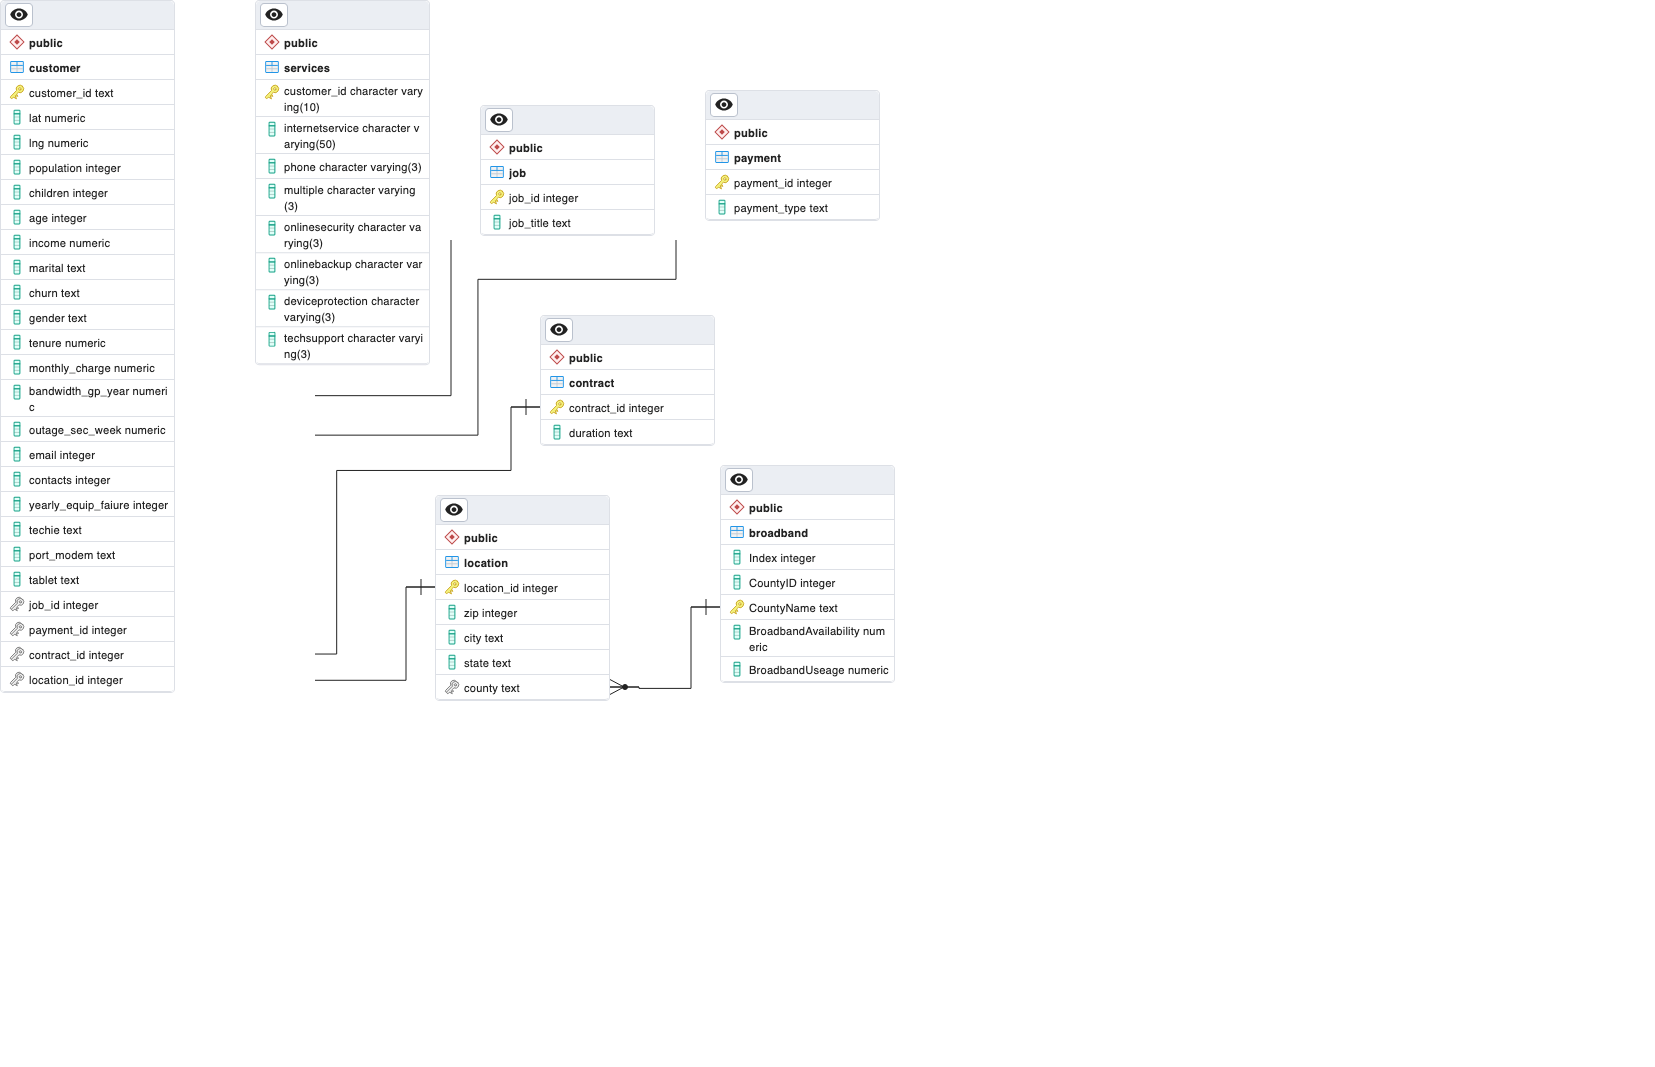 public
customer
customer_id text
lat numeric
lng numeric
population integer
children integer
age integer
income numeric
marital text
churn text
gender text
tenure numeric
monthly_charge numeric
bandwidth_gp_year numeri
c
outage_sec_week numeric
email integer
contacts integer
yearly_equip_faiure integer
techie text
port_modem text
tablet text
job_id integer
payment_id integer
contract_id integer
location_id integer
public
services
customer_id character vary
ing(10)
internetservice character v
arying(50)
phone character varying(3)
multiple character varying
(3)
onlinesecurity character va
rying(3)
onlinebackup character var
ying(3)
deviceprotection character
varying(3)
techsupport character varyi
ng(3)
public
job
job_id integer
job_title text
public
payment
payment_id integer
payment_type text
public
contract
contract_id integer
duration text
public
location
location_id integer
zip integer
city text
state text
county text
public
broadband
Index integer
CountyID integer
CountyName text
BroadbandAvailability num
eric
BroadbandUseage numeric